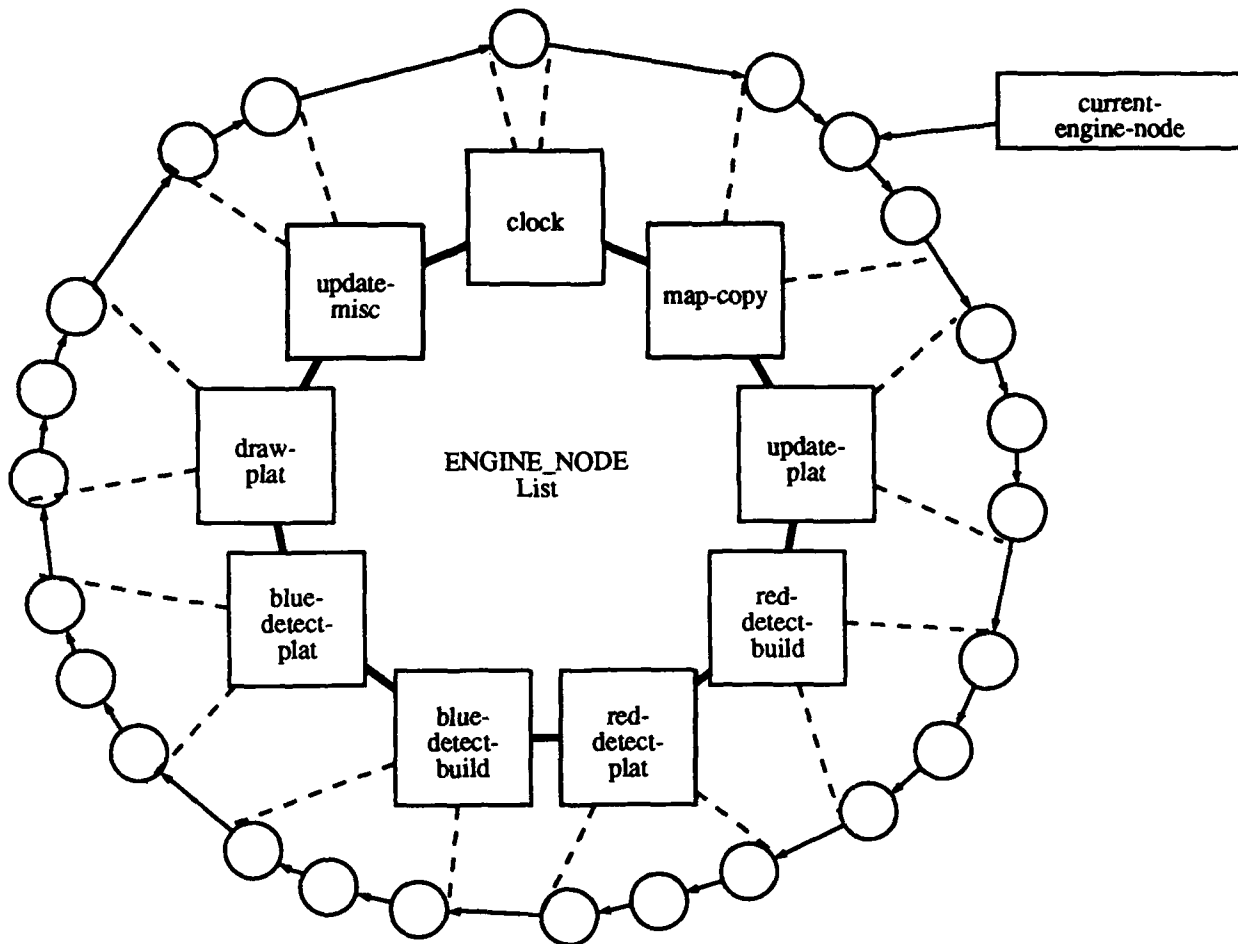 current-
engine-node
clock
update-
misc
map-copy
draw-
plat
ENGINE_NODE
List
update-
plat
blue-
detect-
plat
red-
detect-
build
blue-
detect-
build
red-
detect-
plat